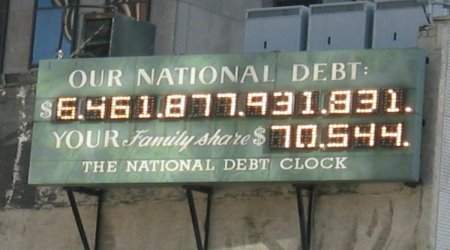 OUR NATIONAL DEBT:
$6.461.877.931.831.
YOUR Family share $70,544.
THE NATIONAL DEBT CLOCK